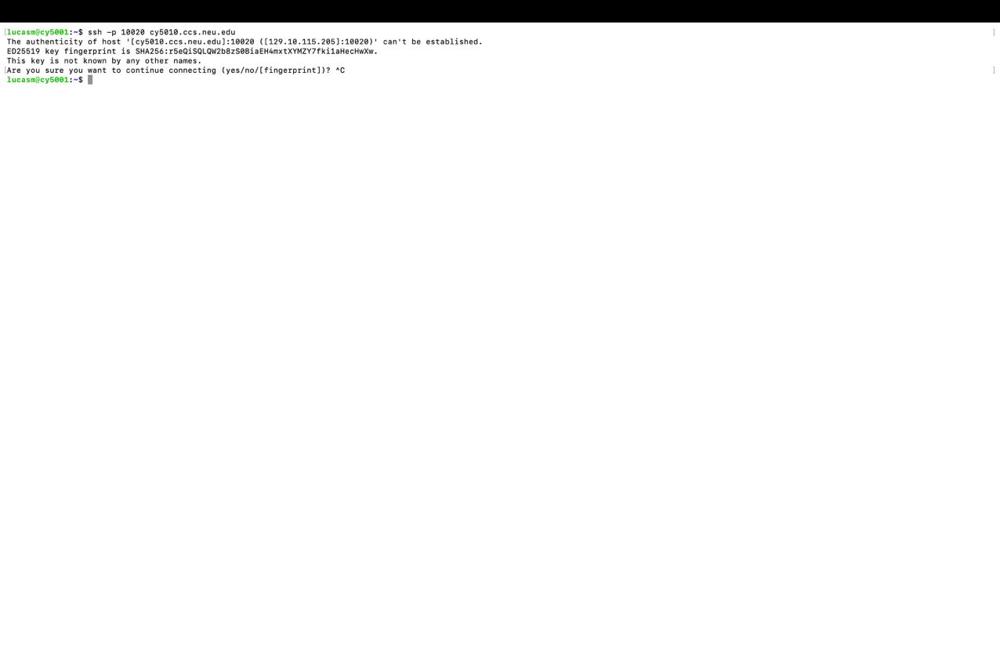 [lucasm@cy5001:~$ ssh -p 10020 cy5010.ccs.neu.edu ]
The authenticity of host '[cy5010.ccs.neu.edu]:10020 ([129.10.115.205]:10020)' can't be established.
ED25519 key fingerprint is SHA256:r5eQiSQLQW2b8zS0BiaEH4mxtXYMZY7fki1aHecHwXw.
This key is not known by any other names.
[Are you sure you want to continue connecting (yes/no/[fingerprint])? ^C ]
lucasm@cy5001:~$